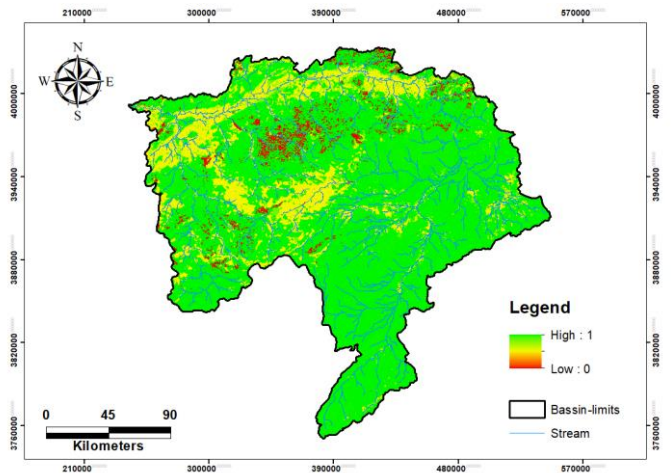 210000 300000 390000 480000 570000
N
W E
S
4000000 4000000
3940000 3940000
3880000 3880000
3820000 3820000
3760000 3760000
Legend
High : 1
Low : 0
Bassin-limits
Stream
0 45 90
Kilometers
210000 300000 390000 480000 570000